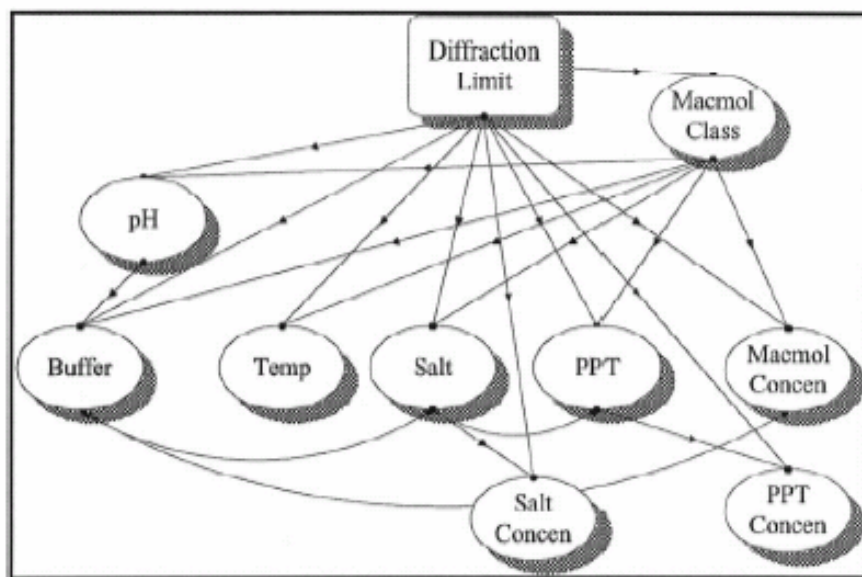 Diffraction
Limit
Macmol
Class
pH
Buffer
Temp
Salt
PPT
Macmol
Concen
Salt
Concen
PPT
Concen